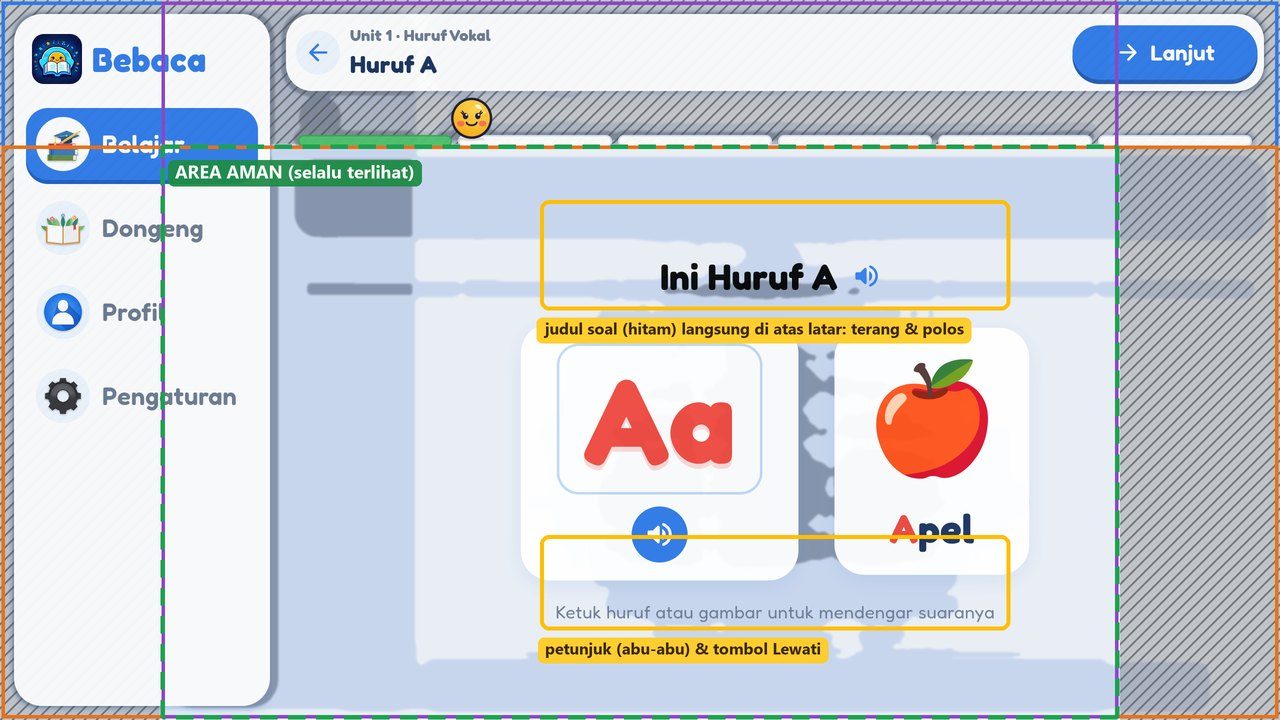 Bebaca
Unit 1 · Huruf Vokal
Huruf A
Lanjut
Belajar
AREA AMAN (selalu terlihat)
Dongeng
Profil
Pengaturan
Ini Huruf A
judul soal (hitam) langsung di atas latar: terang & polos
Aa
Apel
Ketuk huruf atau gambar untuk mendengar suaranya
petunjuk (abu-abu) & tombol Lewati